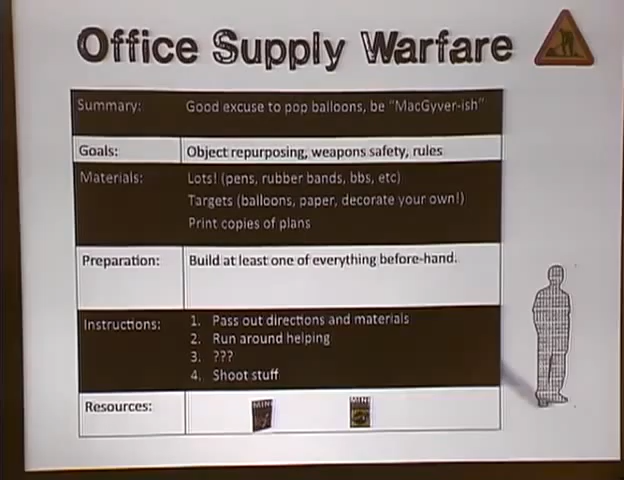 Office Supply Warfare
Summary: Good excuse to pop balloons, be "MacGyver-ish"
Goals: Object repurposing, weapons safety, rules
Materials: Lots! (pens, rubber bands, bbs, etc)
Targets (balloons, paper, decorate your own!)
Print copies of plans
Preparation: Build at least one of everything before-hand.
Instructions: 1. Pass out directions and materials
2. Run around helping
3. ???
4. Shoot stuff
Resources:
MINI
MINI